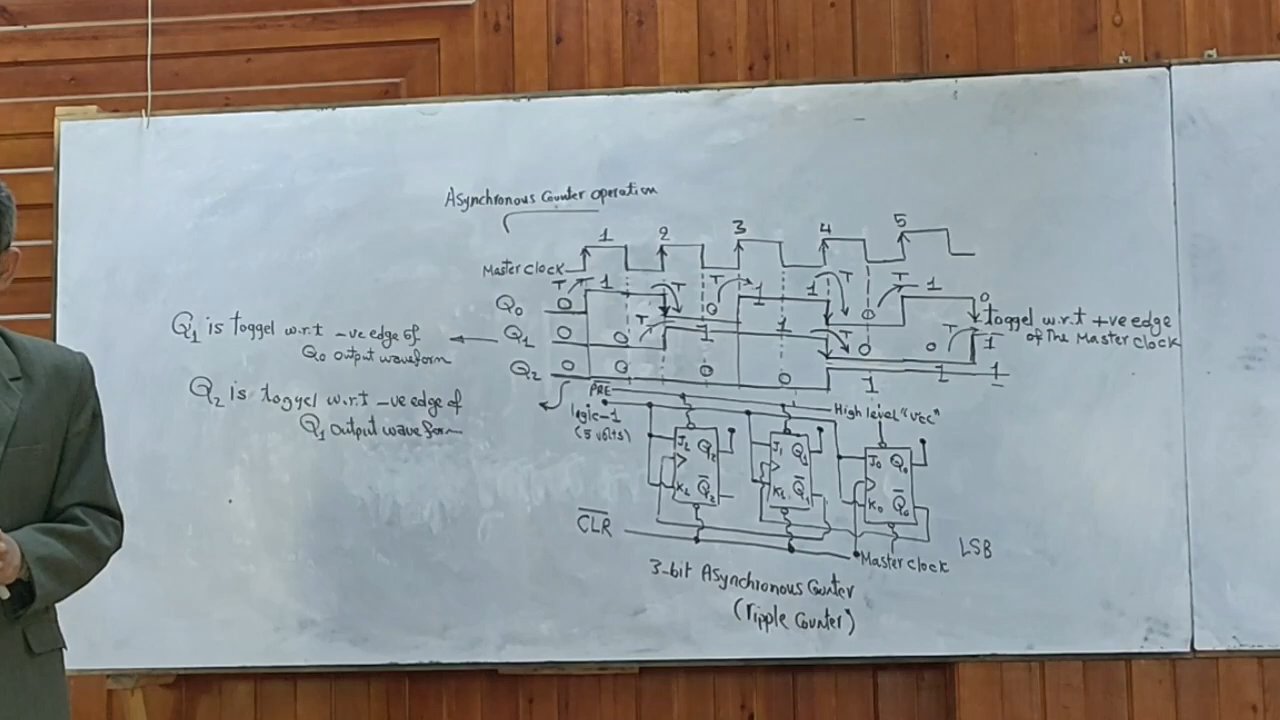 Asynchronous Counter operation
1 2 3 4 5
Master clock
T 1 T T 1 1 T T 1
Q0 0 0 0 0
toggel w.r.t +ve edge
of The Master clock
Q1 0 0 T 1 1 T 0 0 T 1
Q2 0 0 0 0 1 1 1
Q1 is toggel w.r.t -ve edge of
Q0 output waveform
Q2 is toggel w.r.t -ve edge of
Q1 output waveform
PRE
logic-1
(5 volts)
High level "Vcc"
J2 Q2 J1 Q1 J0 Q0
K2 Q̅2 K1 Q̅1 K0 Q̅0
C̅L̅R̅
Master clock
LSB
3-bit Asynchronous Counter
(ripple counter)